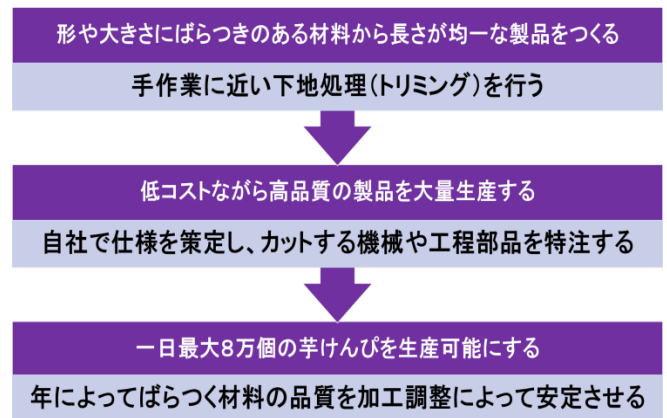 形や大きさにばらつきのある材料から長さが均一な製品をつくる
手作業に近い下地処理(トリミング)を行う
低コストながら高品質の製品を大量生産する
自社で仕様を策定し、カットする機械や工程部品を特注する
一日最大8万個の芋けんぴを生産可能にする
年によってばらつく材料の品質を加工調整によって安定させる